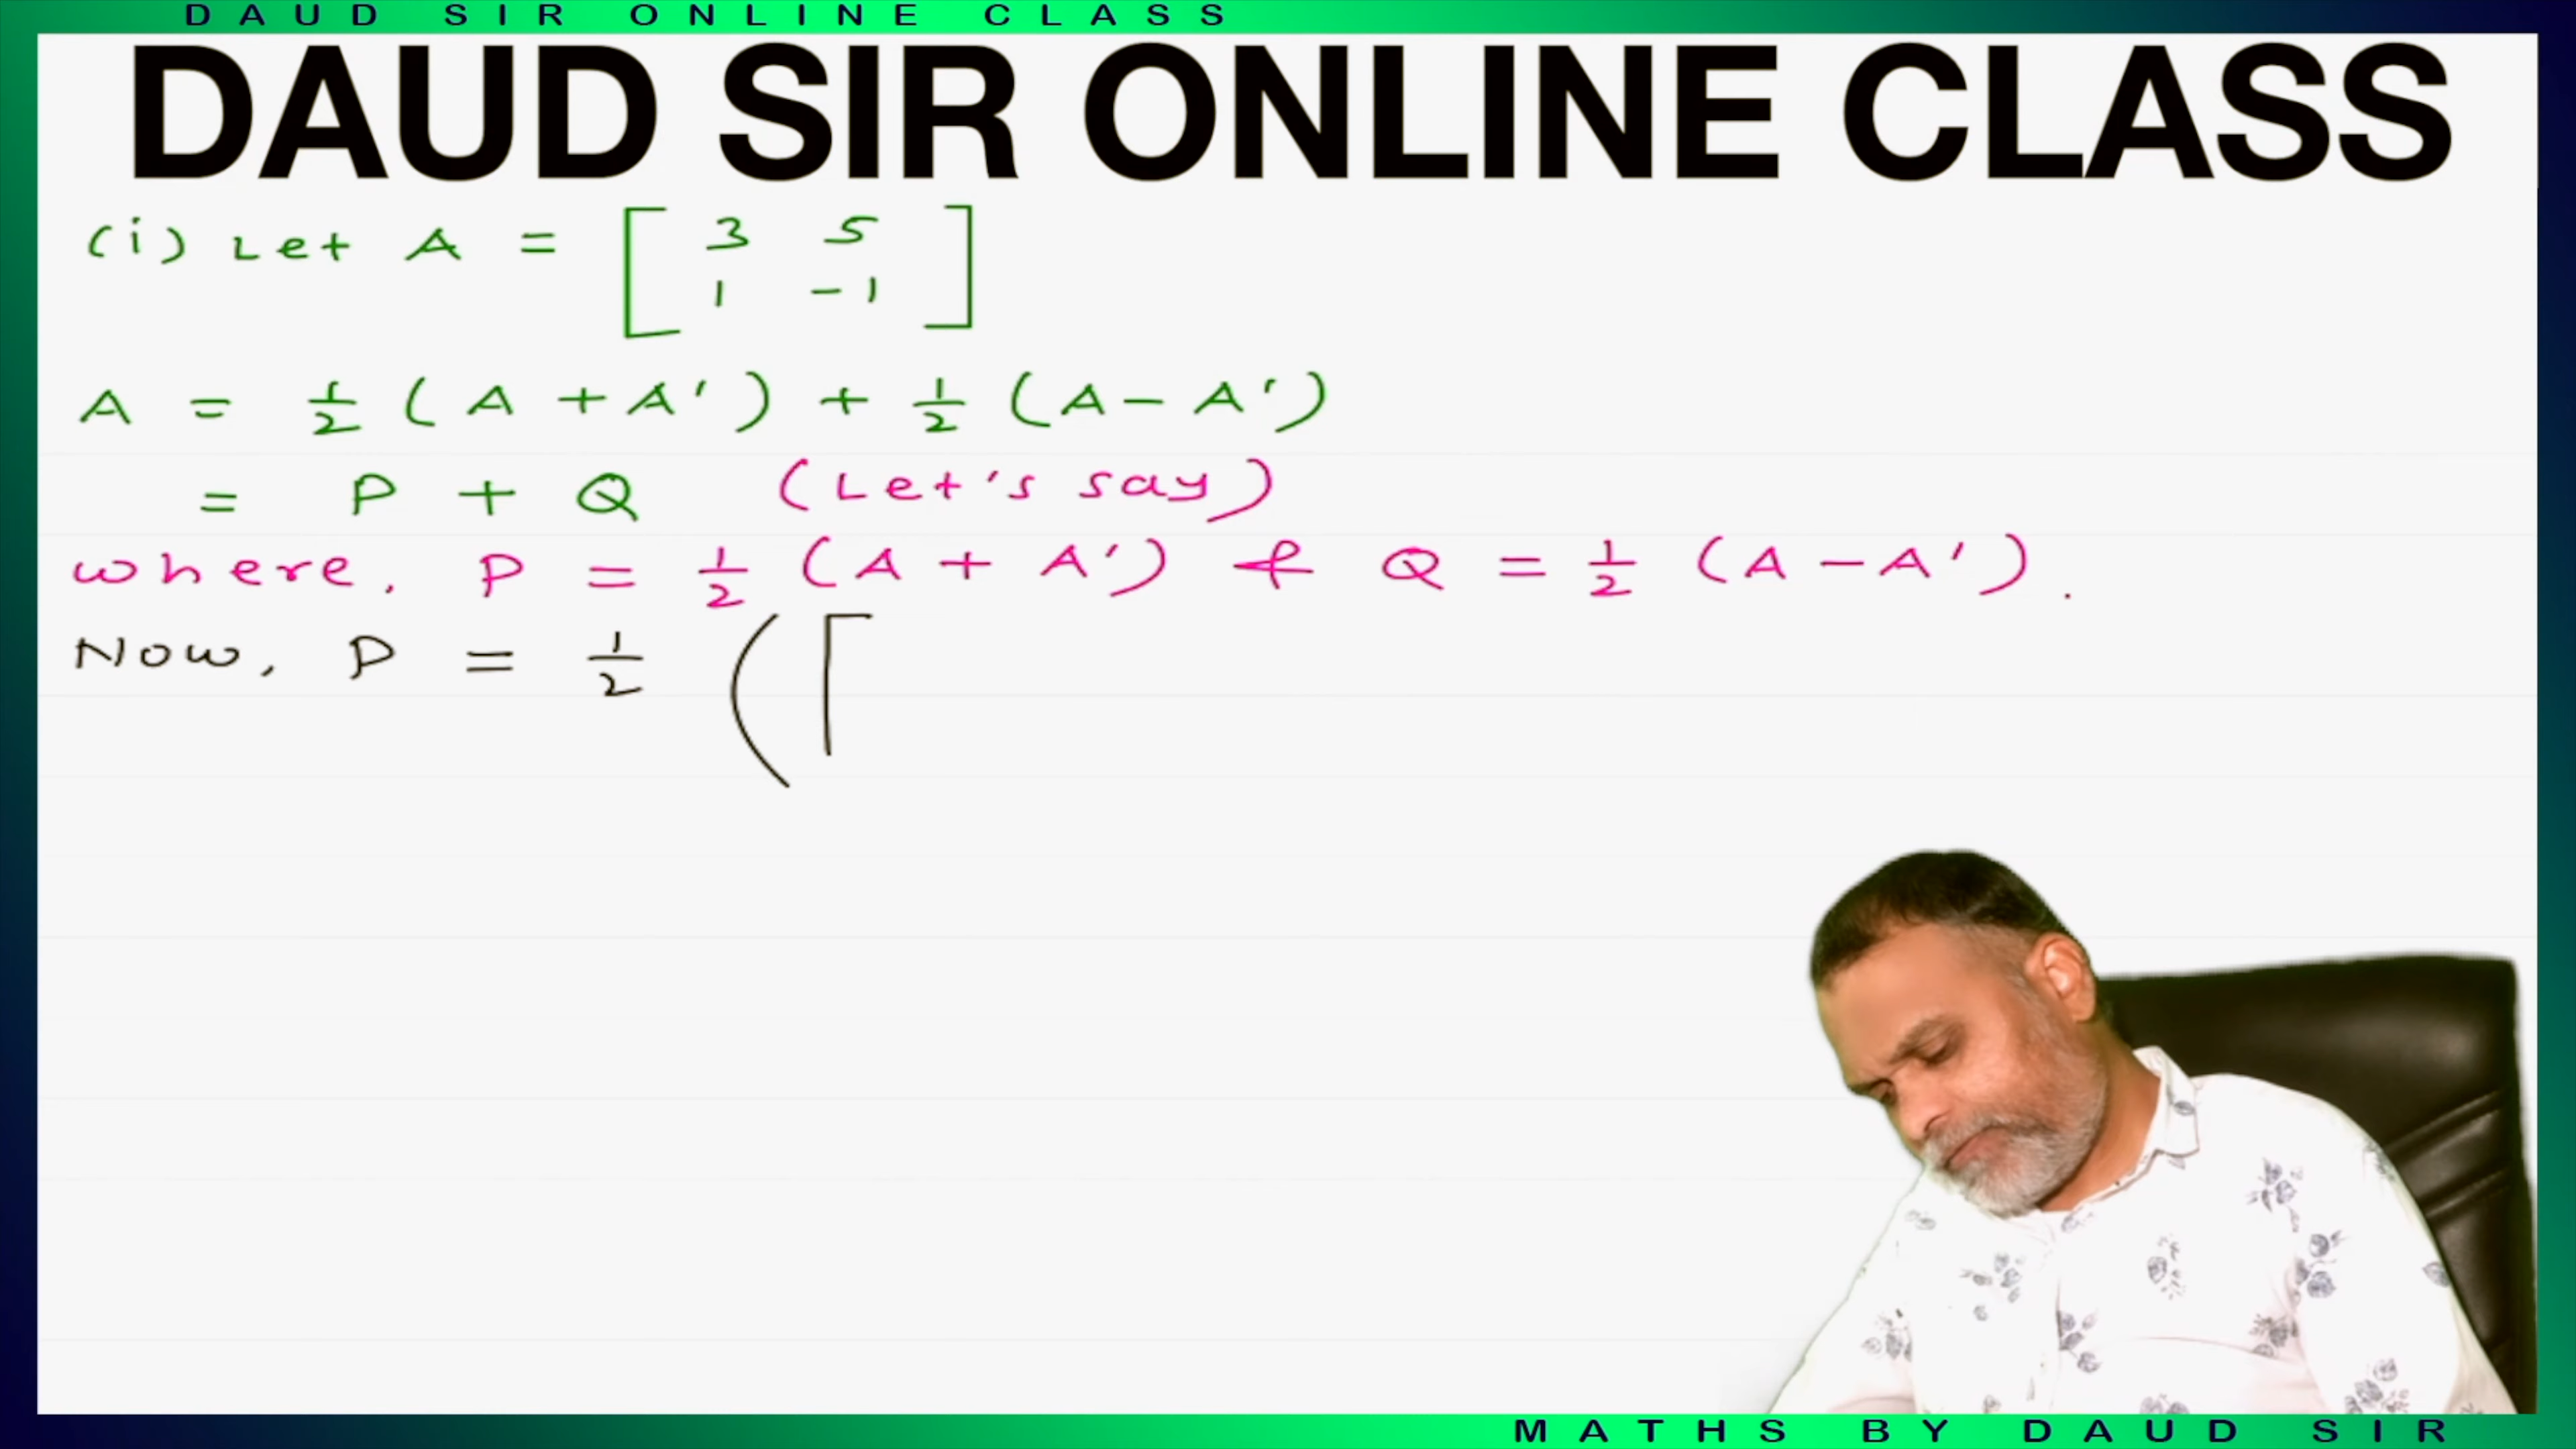 DAUD SIR ONLINE CLASS
DAUD SIR ONLINE CLASS
(i) Let A = [ 3 5
1 -1 ]
A = 1/2 ( A + A' ) + 1/2 ( A - A' )
= P + Q (Let's say)
where, P = 1/2 ( A + A' ) & Q = 1/2 ( A - A' ).
Now, P = 1/2 ( [
MATHS BY DAUD SIR